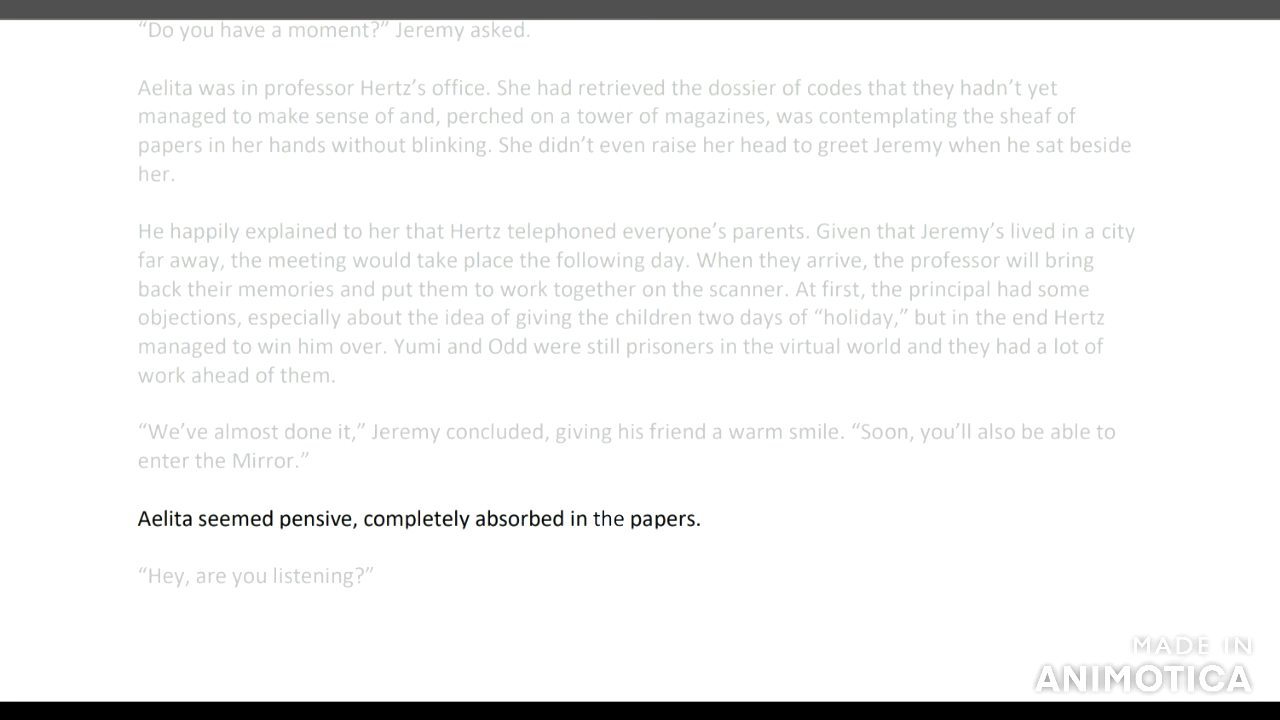 “Do you have a moment?” Jeremy asked.
Aelita was in professor Hertz’s office. She had retrieved the dossier of codes that they hadn’t yet
managed to make sense of and, perched on a tower of magazines, was contemplating the sheaf of
papers in her hands without blinking. She didn’t even raise her head to greet Jeremy when he sat beside
her.
He happily explained to her that Hertz telephoned everyone’s parents. Given that Jeremy’s lived in a city
far away, the meeting would take place the following day. When they arrive, the professor will bring
back their memories and put them to work together on the scanner. At first, the principal had some
objections, especially about the idea of giving the children two days of “holiday,” but in the end Hertz
managed to win him over. Yumi and Odd were still prisoners in the virtual world and they had a lot of
work ahead of them.
“We’ve almost done it,” Jeremy concluded, giving his friend a warm smile. “Soon, you’ll also be able to
enter the Mirror.”
Aelita seemed pensive, completely absorbed in the papers.
“Hey, are you listening?”
MADE IN
ANIMOTICA